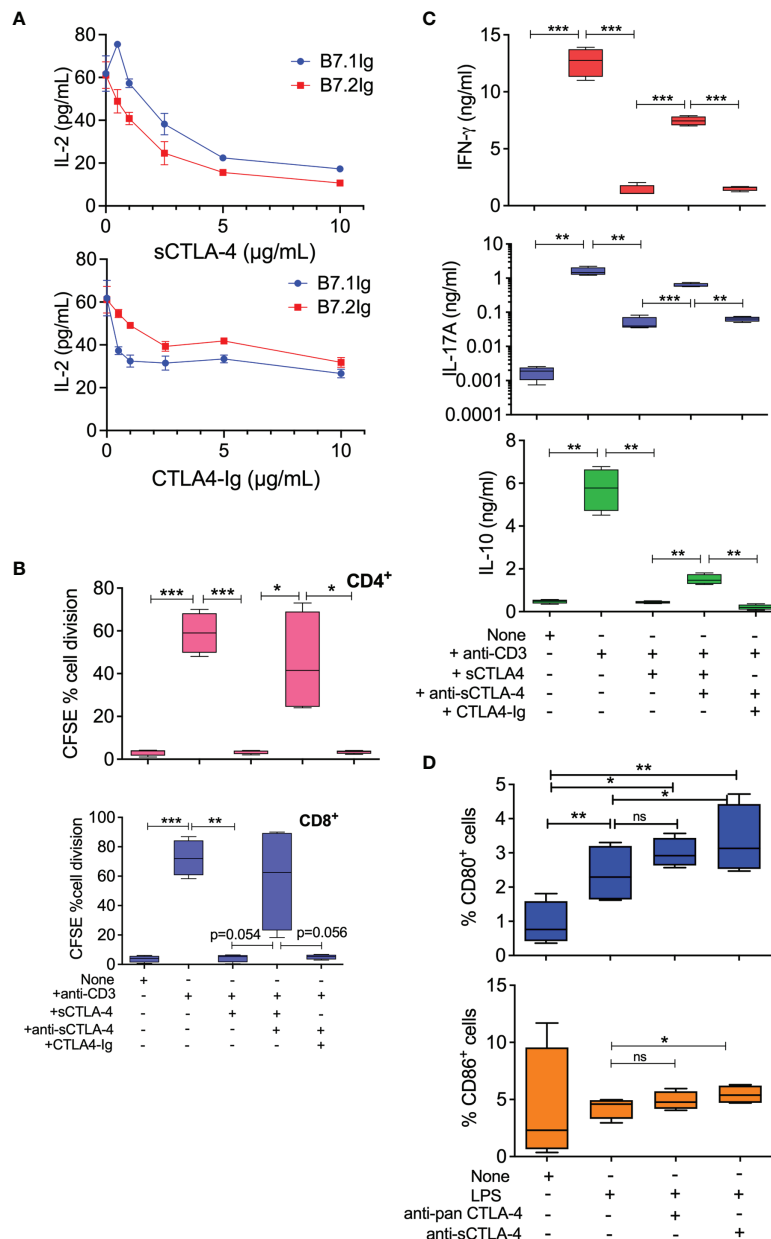 A
B7.1Ig
B7.2Ig
IL-2 (pg/mL)
80
60
40
20
0
0 5 10
sCTLA-4 (µg/mL)
B7.1Ig
B7.2Ig
IL-2 (pg/mL)
80
60
40
20
0
0 5 10
CTLA4-Ig (µg/mL)
B
CD4+
*** *** * *
CFSE % cell division
80
60
40
20
0
CD8+
*** **
p=0.054 p=0.056
CFSE %cell division
100
80
60
40
20
0
None + - - - -
+anti-CD3 - + + + +
+sCTLA-4 - - + + -
+anti-sCTLA-4 - - - + +
+CTLA4-Ig - - - - +
C
*** *** *** ***
IFN-γ (ng/ml)
15
10
5
0
** ** *** **
IL-17A (ng/ml)
10
1
0.1
0.01
0.001
0.0001
** ** ** **
IL-10 (ng/ml)
8
6
4
2
0
None + - - - -
+ anti-CD3 - + + + +
+ sCTLA4 - - + + -
+ anti-sCTLA-4 - - - + +
+ CTLA4-Ig - - - - +
D
**
*
*
** ns
% CD80+ cells
5
4
3
2
1
0
*
ns
% CD86+ cells
15
10
5
0
None + - - -
LPS - + + +
anti-pan CTLA-4 - - + -
anti-sCTLA-4 - - - +